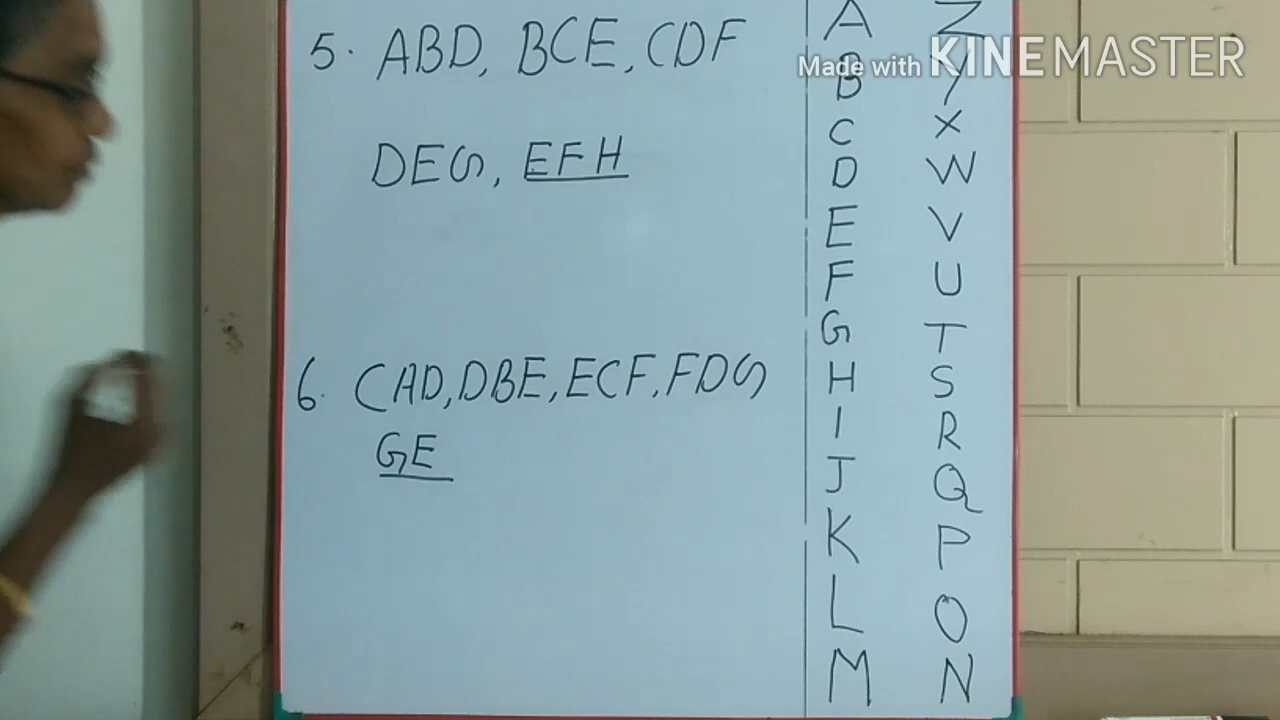 5. ABD, BCE, CDF
DEG, EFH
6. CAD, DBE, ECF, FDG
GE
A Z
B Y
C X
D W
E V
F U
G T
H S
I R
J Q
K P
L O
M N
Made with KINEMASTER